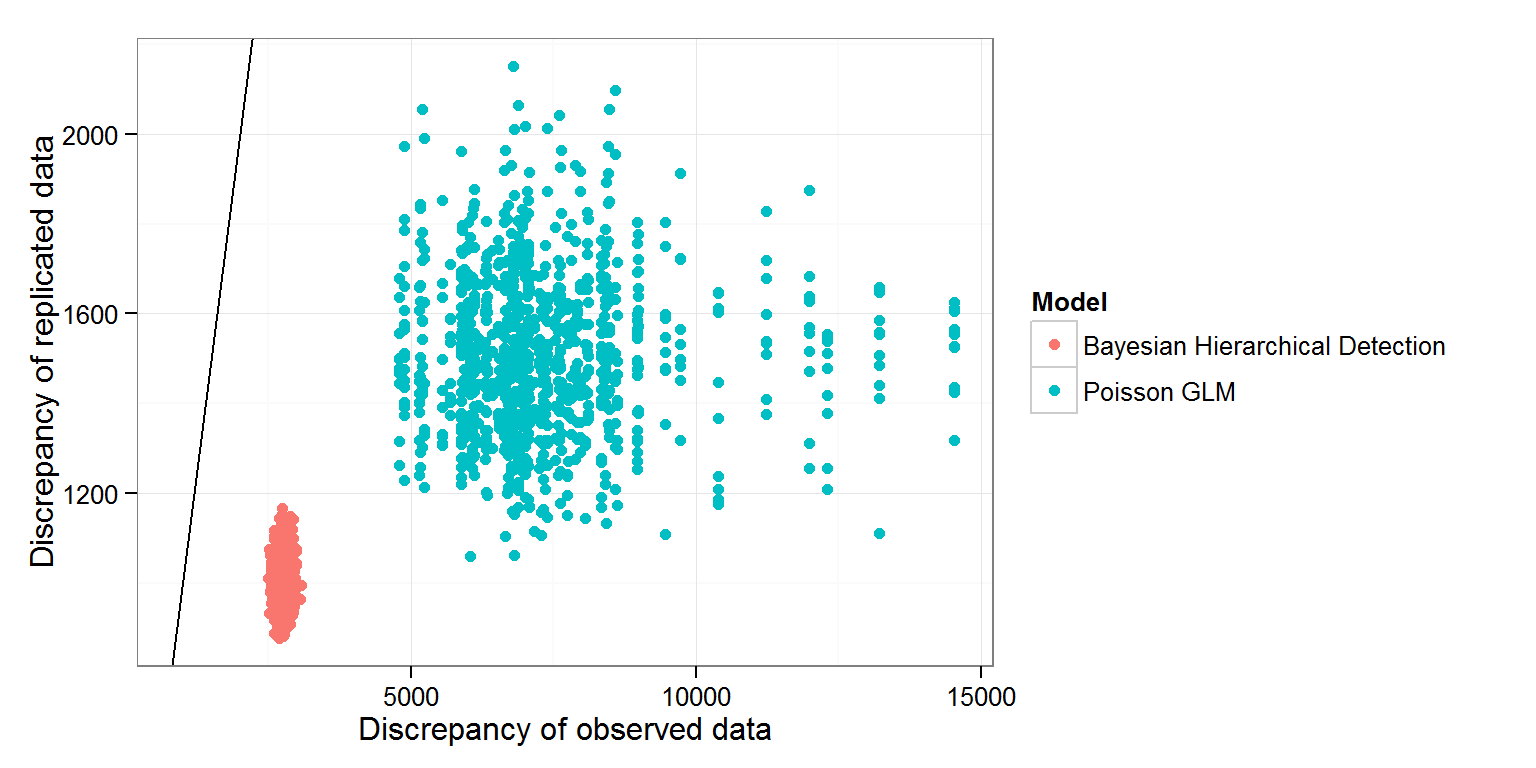 Discrepancy of replicated data
2000
1600
1200
5000
10000
15000
Discrepancy of observed data
Model
Bayesian Hierarchical Detection
Poisson GLM